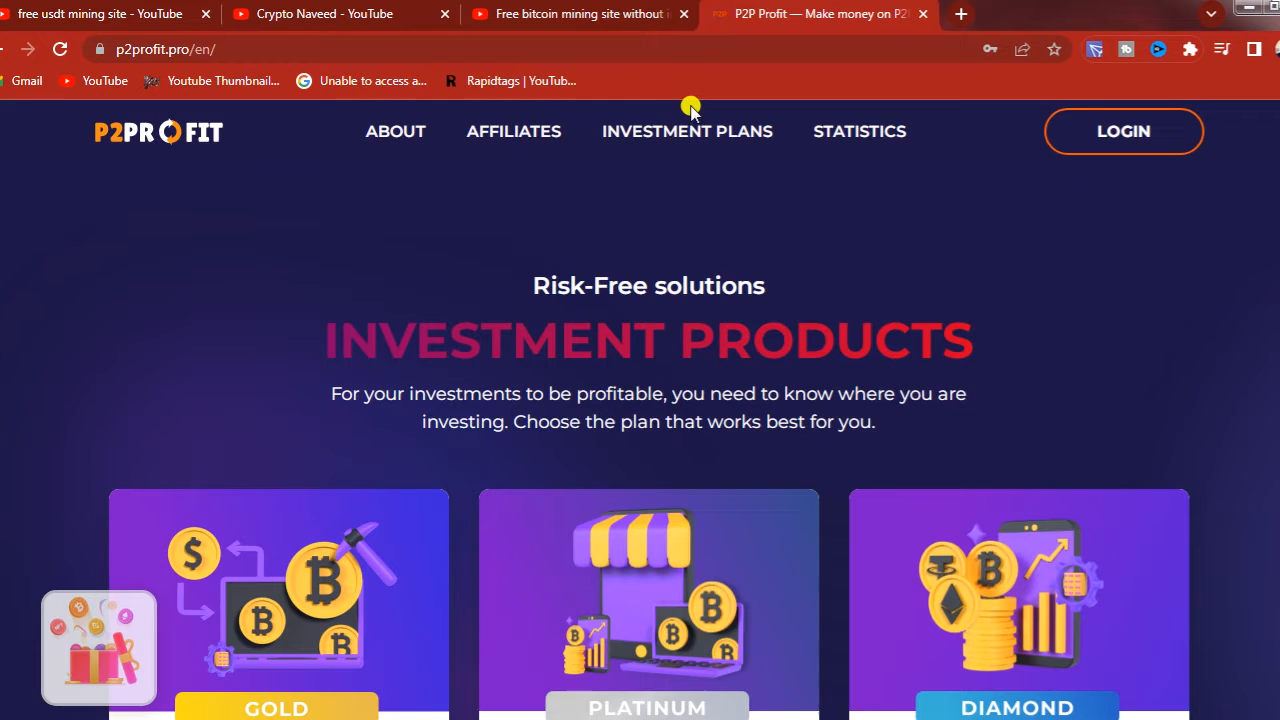 free usdt mining site - YouTube
Crypto Naveed - YouTube
Free bitcoin mining site without
P2P Profit — Make money on P2
p2profit.pro/en/
Gmail
YouTube
Youtube Thumbnail...
Unable to access a...
Rapidtags | YouTub...
P2PROFIT
ABOUT
AFFILIATES
INVESTMENT PLANS
STATISTICS
LOGIN
Risk-Free solutions
INVESTMENT PRODUCTS
For your investments to be profitable, you need to know where you are
investing. Choose the plan that works best for you.
GOLD
PLATINUM
DIAMOND